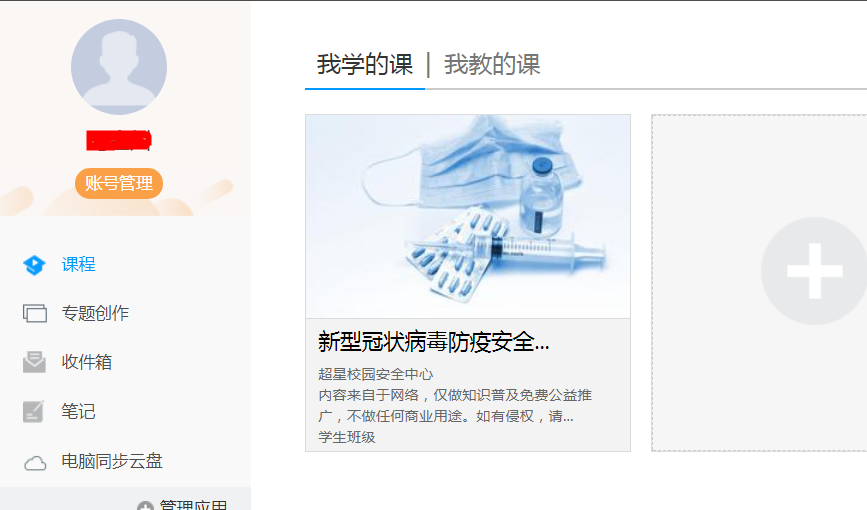 账号管理
课程
专题创作
收件箱
笔记
电脑同步云盘
管理应用
我学的课 | 我教的课
新型冠状病毒防疫安全...
超星校园安全中心
内容来自于网络，仅做知识普及免费公益推
广，不做任何商业用途。如有侵权，请...
学生班级